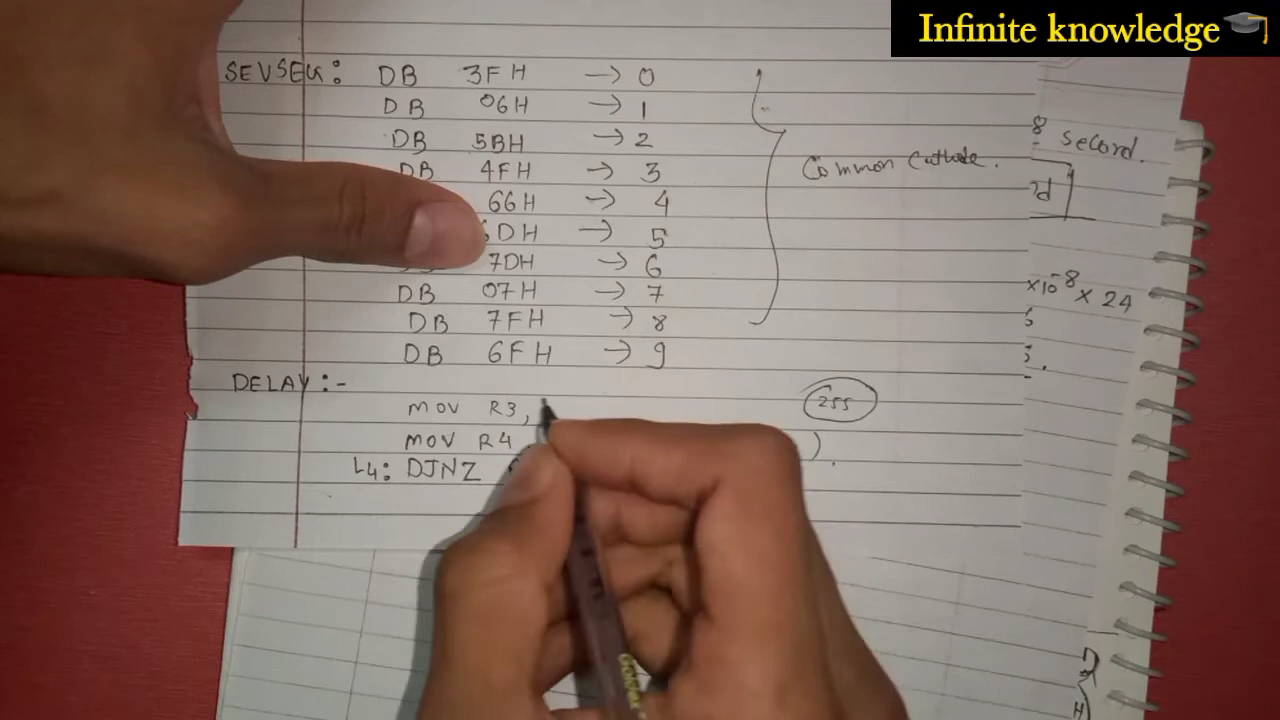 Infinite knowledge
SEVSEG: DB 3FH → 0
DB 06H → 1
DB 5BH → 2
DB 4FH → 3
66H → 4
6DH → 5
7DH → 6
DB 07H → 7
DB 7FH → 8
DB 6FH → 9
Common Cathode.
8 Second.
×10⁻⁸ × 24
DELAY :-
MOV R3,
255
MOV R4
L4: DJNZ